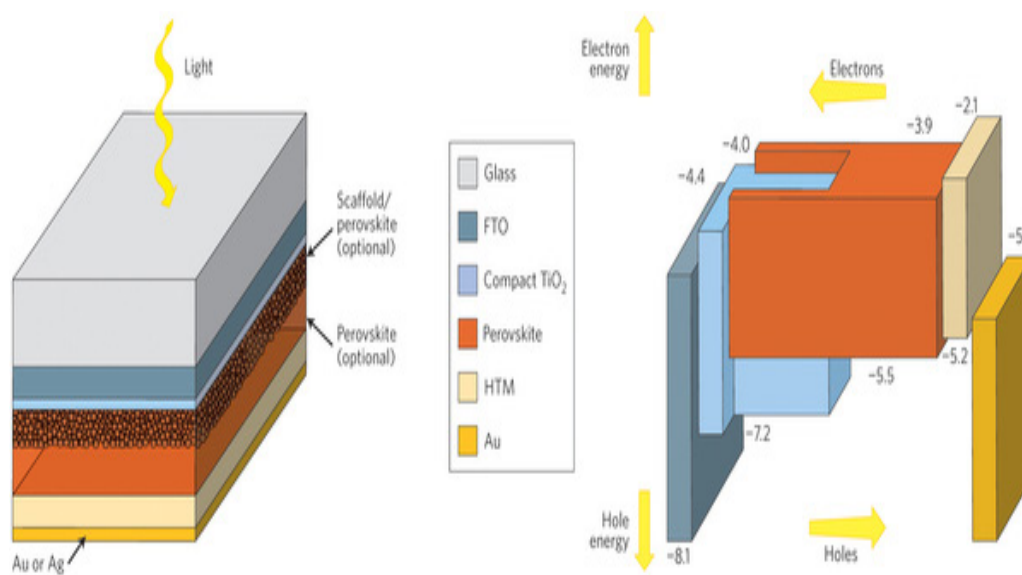 Light
Scaffold/
perovskite
(optional)
Perovskite
(optional)
Au or Ag
Glass
FTO
Compact TiO₂
Perovskite
HTM
Au
Electron
energy
Electrons
−2.1
−3.9
−4.0
−4.4
−5
−5.2
−5.5
−7.2
Hole
energy
Holes
−8.1